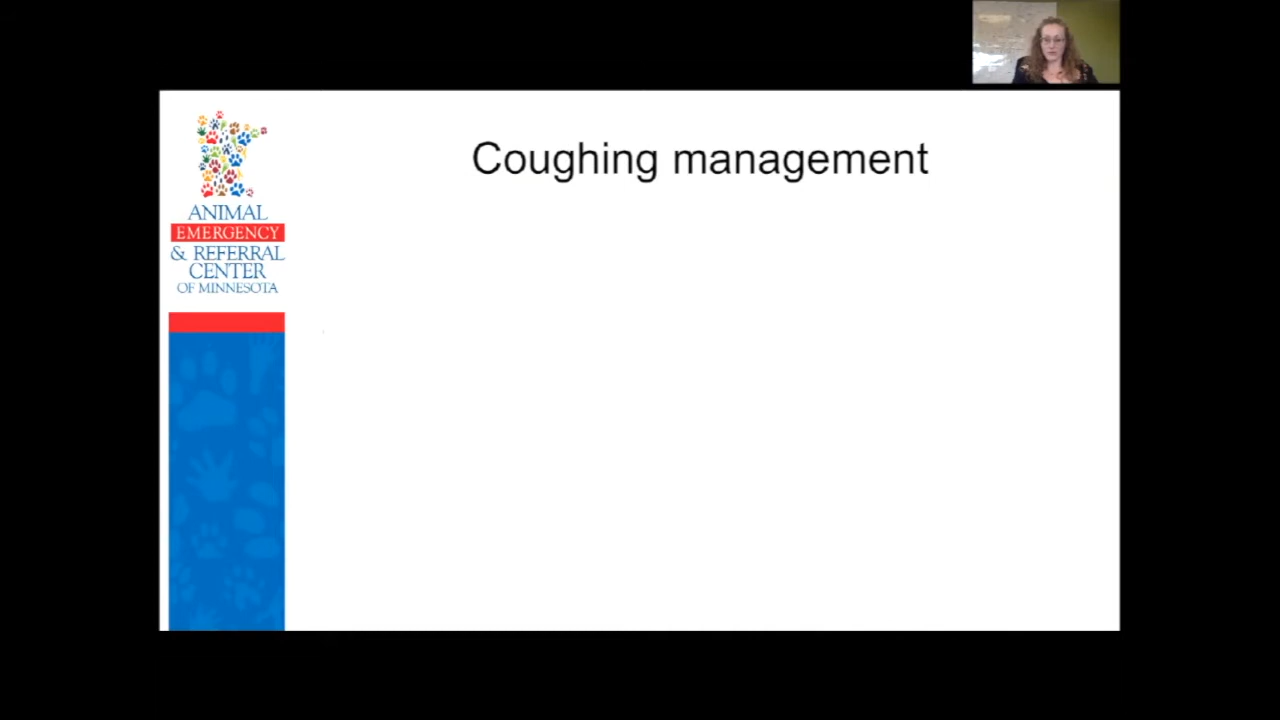 Coughing management
ANIMAL
EMERGENCY
& REFERRAL
CENTER
OF MINNESOTA